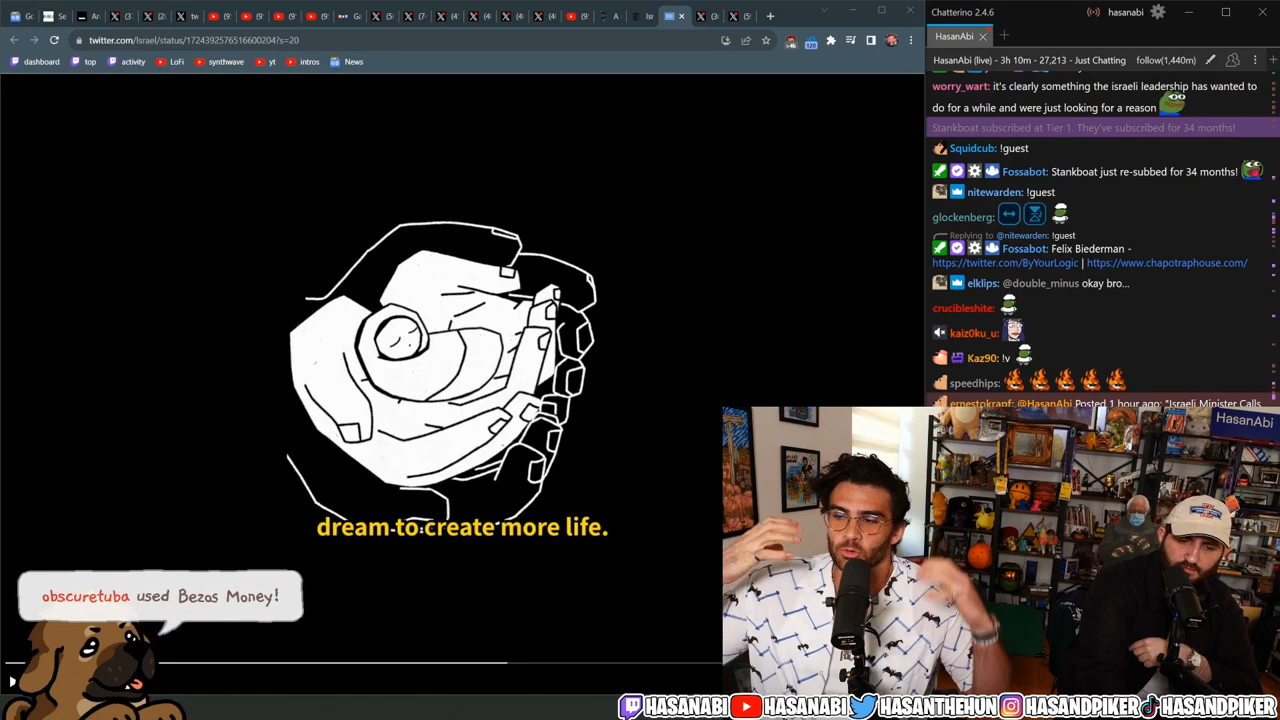 twitter.com/Israel/status/1724392576516600204?s=20
dashboard
top
activity
LoFi
synthwave
yt
intros
News
120
dream to create more life.
obscuretuba used Bezos Money!
Chatterino 2.4.6
hasanabi
HasanAbi
HasanAbi (live) - 3h 10m - 27,213 - Just Chatting
follow(1,440m)
worry_wart: it's clearly something the israeli leadership has wanted to
do for a while and were just looking for a reason
Stankboat subscribed at Tier 1. They've subscribed for 34 months!
Squidcub: !guest
Fossabot: Stankboat just re-subbed for 34 months!
nitewarden: !guest
glockenberg:
Replying to @nitewarden: !guest
Fossabot: Felix Biederman -
https://twitter.com/ByYourLogic | https://www.chapotraphouse.com/
elklips: @double_minus okay bro...
crucibleshite:
kaiz0ku_u:
Kaz90: !v
speedhips:
ernestokrapf: @HasanAbi Posted 1 hour ago: "Israeli Minister Calls
HasanAbi
HASANABI
HASANABI
HASANTHEHUN
HASANDPIKER
HASANDPIKER